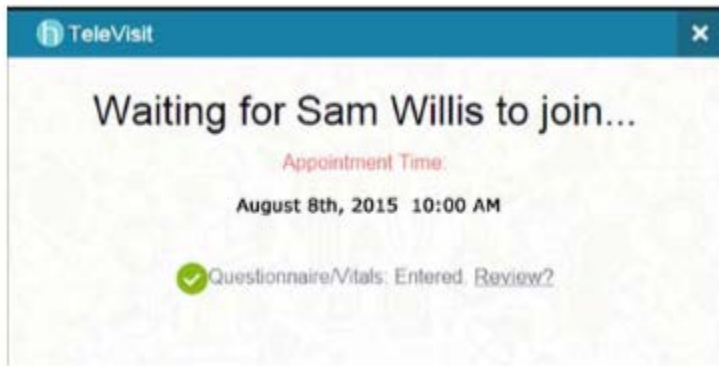 TeleVisit
Waiting for Sam Willis to join...
Appointment Time:
August 8th, 2015 10:00 AM
Questionnaire/Vitals: Entered. Review?